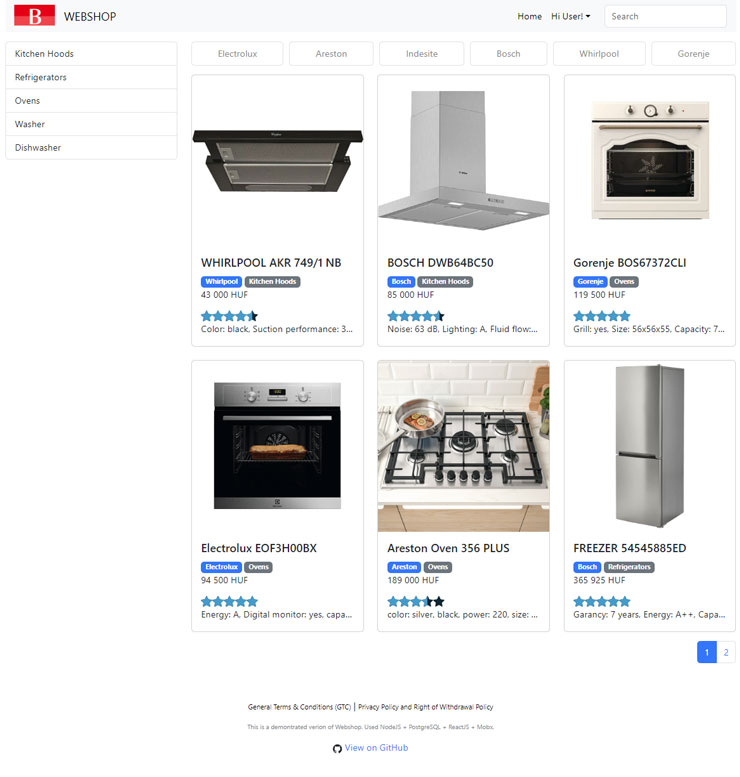 B WEBSHOP Home Hi User! Search
Kitchen Hoods
Refrigerators
Ovens
Washer
Dishwasher
Electrolux Areston Indesite Bosch Whirlpool Gorenje
WHIRLPOOL AKR 749/1 NB
Whirlpool Kitchen Hoods
43 000 HUF
Color: black, Suction performance: 3...
BOSCH DWB64BC50
Bosch Kitchen Hoods
85 000 HUF
Noise: 63 dB, Lighting: A, Fluid flow:...
Gorenje BOS67372CLI
Gorenje Ovens
119 500 HUF
Grill: yes, Size: 56x56x55, Capacity: 7...
Electrolux EOF3H00BX
Electrolux Ovens
94 500 HUF
Energy: A, Digital monitor: yes, capa...
Areston Oven 356 PLUS
Areston Ovens
189 000 HUF
color: silver, black, power: 220, size: ...
FREEZER 54545885ED
Bosch Refrigerators
365 925 HUF
Garancy: 7 years, Energy: A++, Capa...
1 2
General Terms & Conditions (GTC) | Privacy Policy and Right of Withdrawal Policy
This is a demontrated verion of Webshop. Used NodeJS + PostgreSQL + ReactJS + Mobx.
View on GitHub